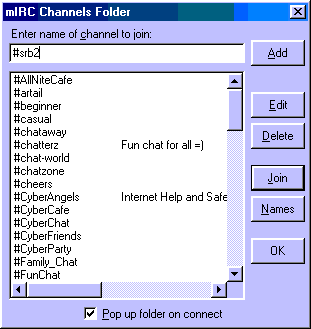 mIRC Channels Folder
Enter name of channel to join:
#srb2
Add
#AllNiteCafe
#artail
#beginner
#casual
#chataway
#chatterz Fun chat for all =)
#chat-world
#chatzone
#cheers
#CyberAngels Internet Help and Safe
#CyberCafe
#CyberChat
#CyberFriends
#CyberParty
#Family_Chat
#FunChat
Edit
Delete
Join
Names
OK
Pop up folder on connect